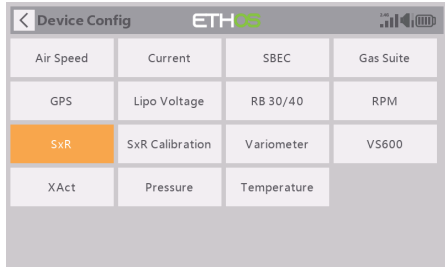 Device Config ETHOS
Air Speed Current SBEC Gas Suite
GPS Lipo Voltage RB 30/40 RPM
SxR SxR Calibration Variometer VS600
XAct Pressure Temperature